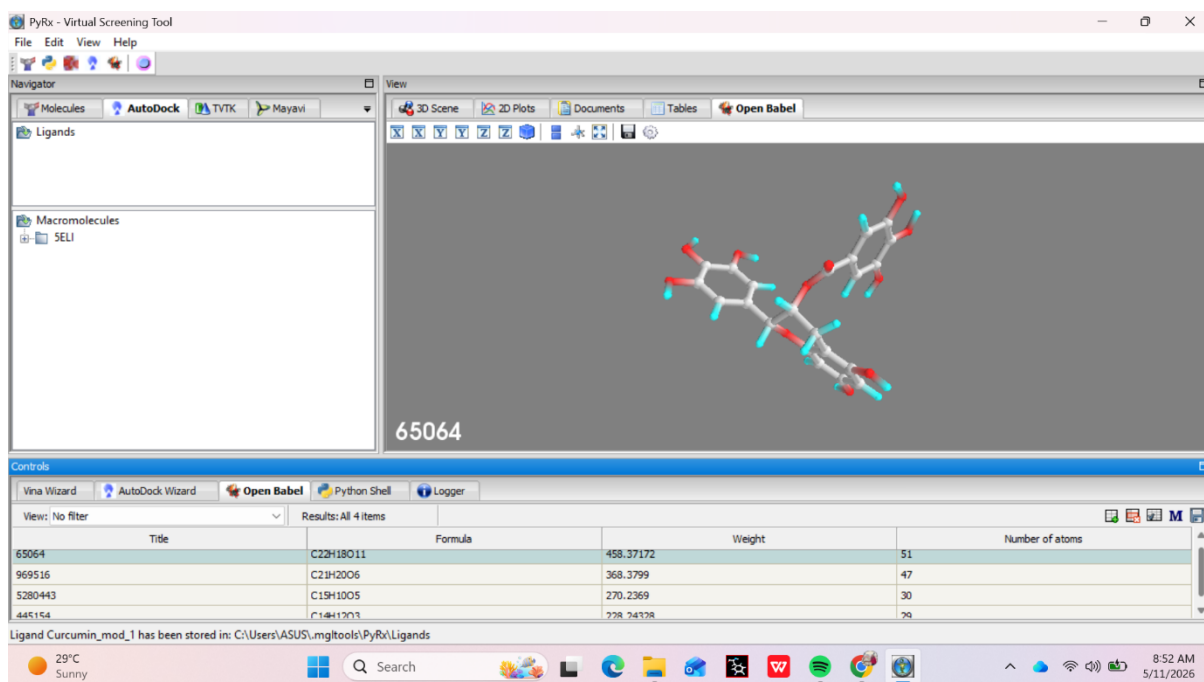 PyRx - Virtual Screening Tool
File Edit View Help
Navigator
View
Molecules AutoDock TVTK Mayavi
3D Scene 2D Plots Documents Tables Open Babel
Ligands
X X Y Y Z Z
Macromolecules
5ELI
65064
Controls
Vina Wizard AutoDock Wizard Open Babel Python Shell Logger
View: No filter Results: All 4 items M
Title Formula Weight Number of atoms
65064 C22H18O11 458.37172 51
969516 C21H20O6 368.3799 47
5280443 C15H10O5 270.2369 30
445154 C14H12O3 228.24328 29
Ligand Curcumin_mod_1 has been stored in: C:\Users\ASUS\.mgltools\PyRx\Ligands
29°C
Sunny
Search
W
8:52 AM
5/11/2026